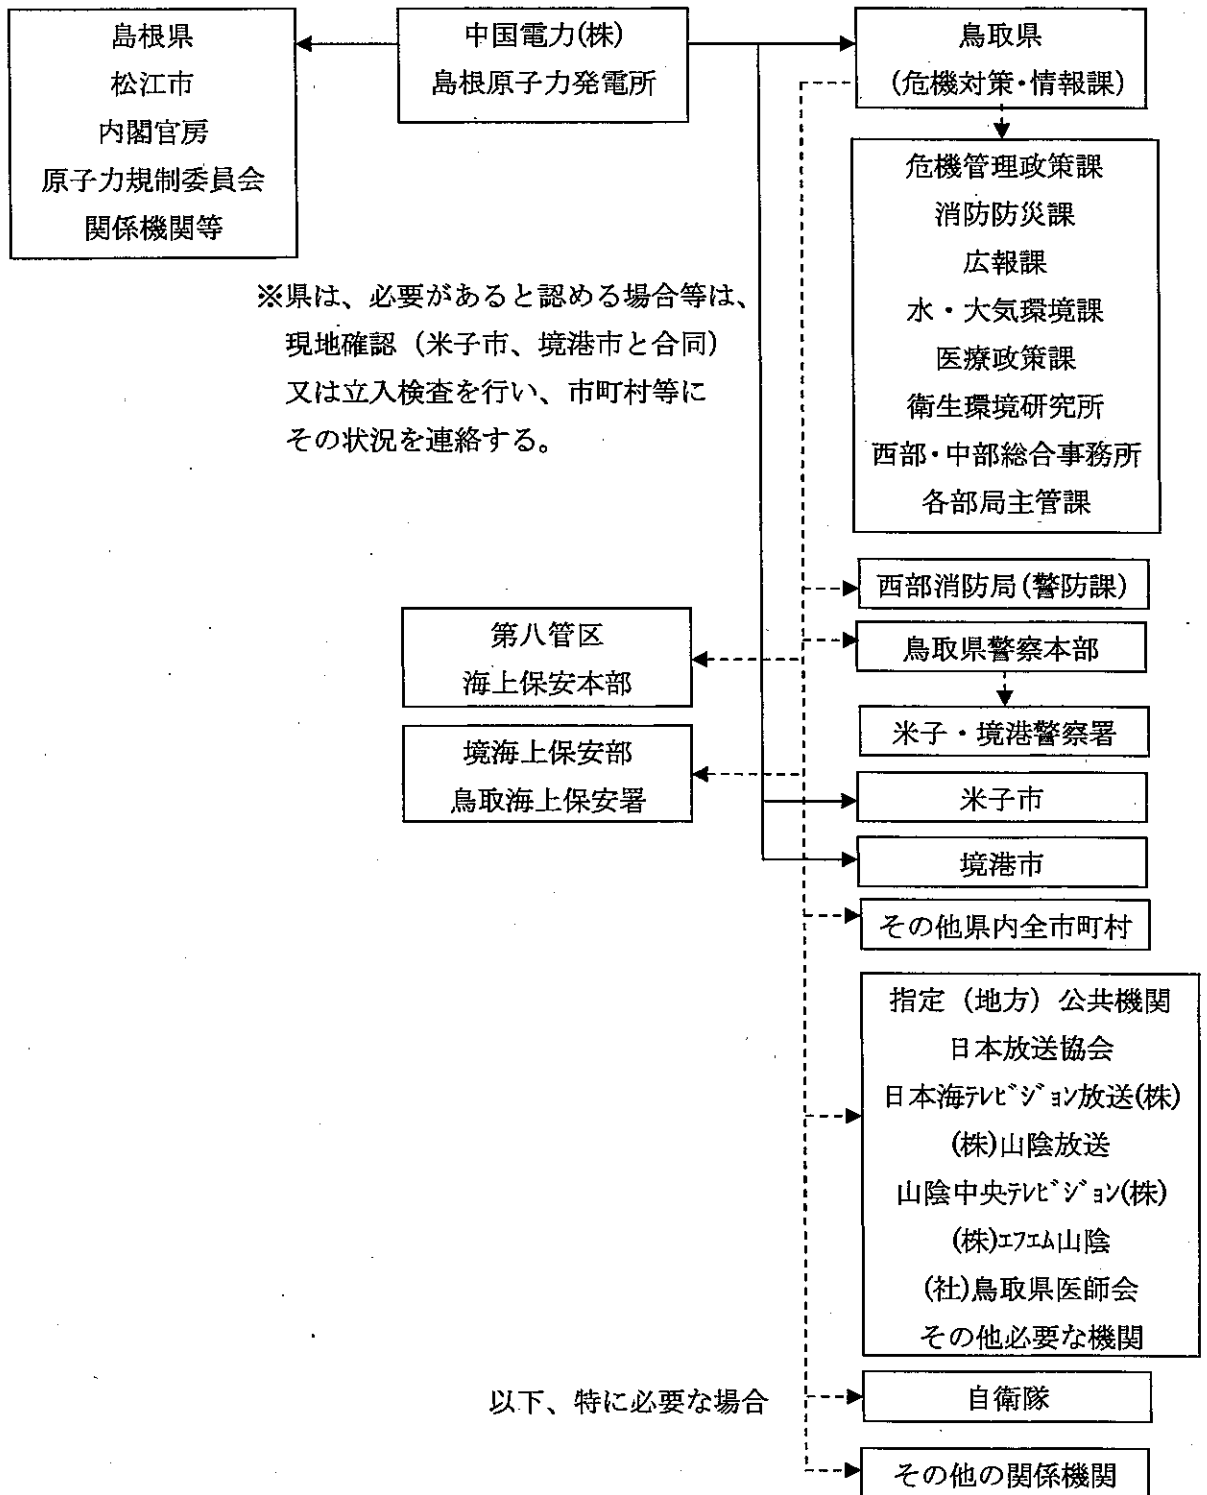 島根県
松江市
内閣官房
原子力規制委員会
関係機関等
中国電力(株)
島根原子力発電所
鳥取県
(危機対策・情報課)
危機管理政策課
消防防災課
広報課
水・大気環境課
医療政策課
衛生環境研究所
西部・中部総合事務所
各部局主管課
※県は、必要があると認める場合等は、
現地確認（米子市、境港市と合同）
又は立入検査を行い、市町村等に
その状況を連絡する。
西部消防局(警防課)
第八管区
海上保安本部
鳥取県警察本部
米子・境港警察署
境海上保安部
鳥取海上保安署
米子市
境港市
その他県内全市町村
指定（地方）公共機関
日本放送協会
日本海ﾃﾚﾋﾞｼﾞｮﾝ放送(株)
(株)山陰放送
山陰中央ﾃﾚﾋﾞｼﾞｮﾝ(株)
(株)ｴﾌｴﾑ山陰
(社)鳥取県医師会
その他必要な機関
以下、特に必要な場合
自衛隊
その他の関係機関